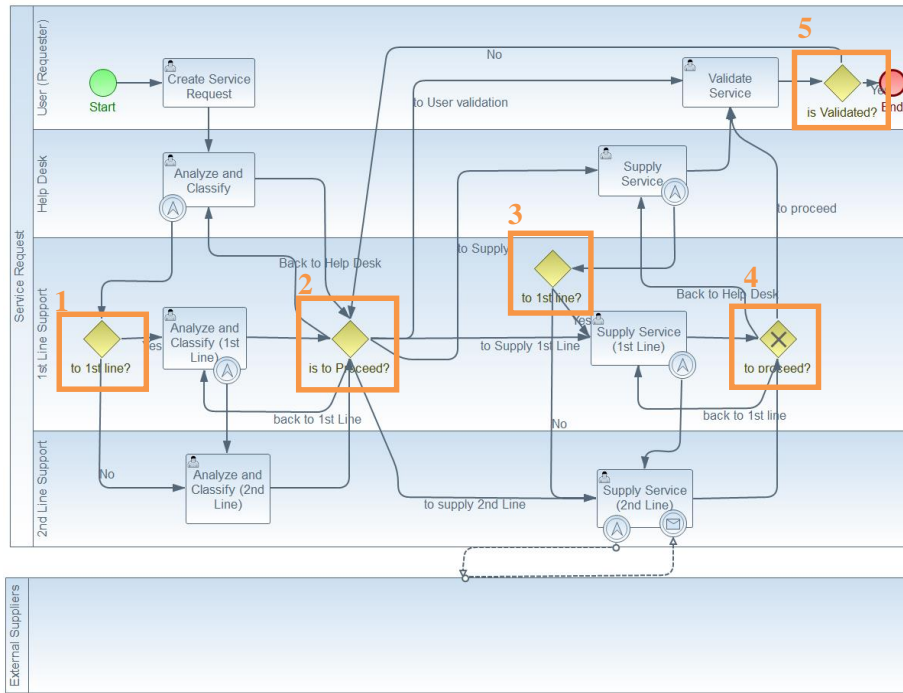 Service Request
User (Requester)
Start
Create Service
Request
No
to User validation
Validate
Service
5
is Validated?
Yes
End
Help Desk
Analyze and
Classify
Supply
Service
to proceed
1st Line Support
1
to 1st line?
Yes
Analyze and
Classify (1st
Line)
Back to Help Desk
2
is to Proceed?
back to 1st Line
to Supply
3
to 1st line?
Yes
to Supply 1st Line
Supply Service
(1st Line)
Back to Help Desk
4
to proceed?
back to 1st line
No
No
2nd Line Support
Analyze and
Classify (2nd
Line)
to supply 2nd Line
Supply Service
(2nd Line)
External Suppliers